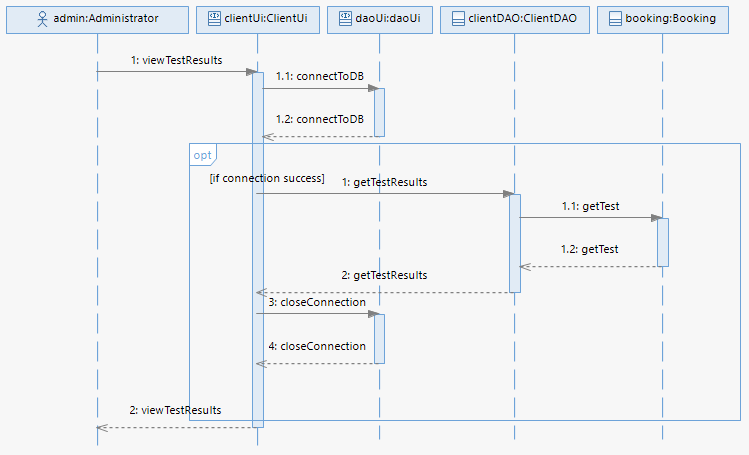 admin:Administrator
clientUi:ClientUi
daoUi:daoUi
clientDAO:ClientDAO
booking:Booking
1: viewTestResults
1.1: connectToDB
1.2: connectToDB
opt
[if connection success]
1: getTestResults
1.1: getTest
1.2: getTest
2: getTestResults
3: closeConnection
4: closeConnection
2: viewTestResults